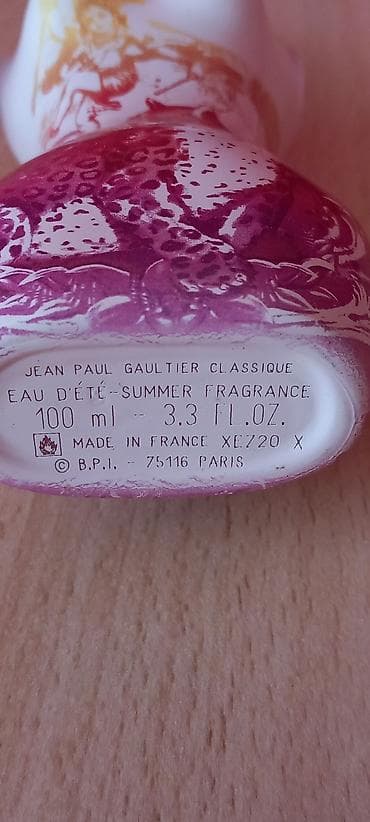 JEAN PAUL GAULTIER CLASSIQUE
EAU D'ÉTÉ-SUMMER FRAGRANCE
100 ml - 3.3 FL.OZ.
MADE IN FRANCE XE720 X
© B.P.I. - 75116 PARIS